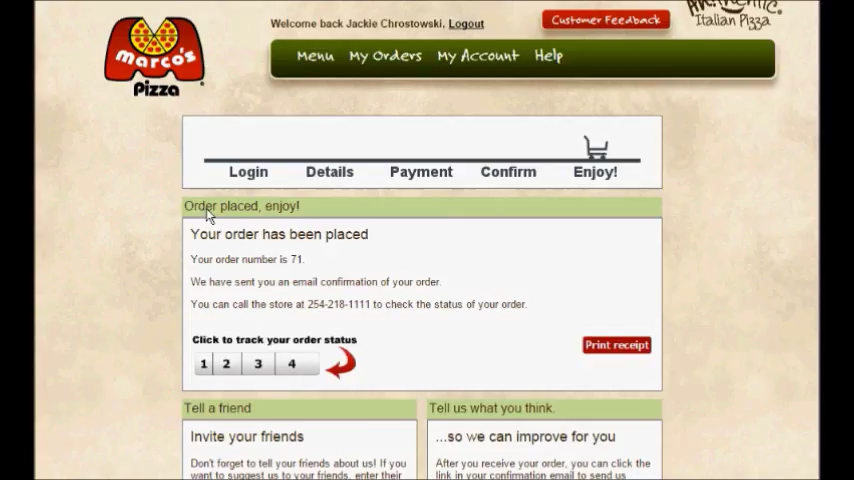 Authentic
Italian Pizza
Welcome back Jackie Chrostowski, Logout
Customer Feedback
marco's
Pizza
Menu My Orders My Account Help
Login Details Payment Confirm Enjoy!
Order placed, enjoy!
Your order has been placed
Your order number is 71.
We have sent you an email confirmation of your order.
You can call the store at 254-218-1111 to check the status of your order.
Click to track your order status
1 2 3 4
Print receipt
Tell a friend
Invite your friends
Don't forget to tell your friends about us! If you
want to suggest us to your friends, enter their
Tell us what you think.
...so we can improve for you
After you receive your order, you can click the
link in your confirmation email to send us